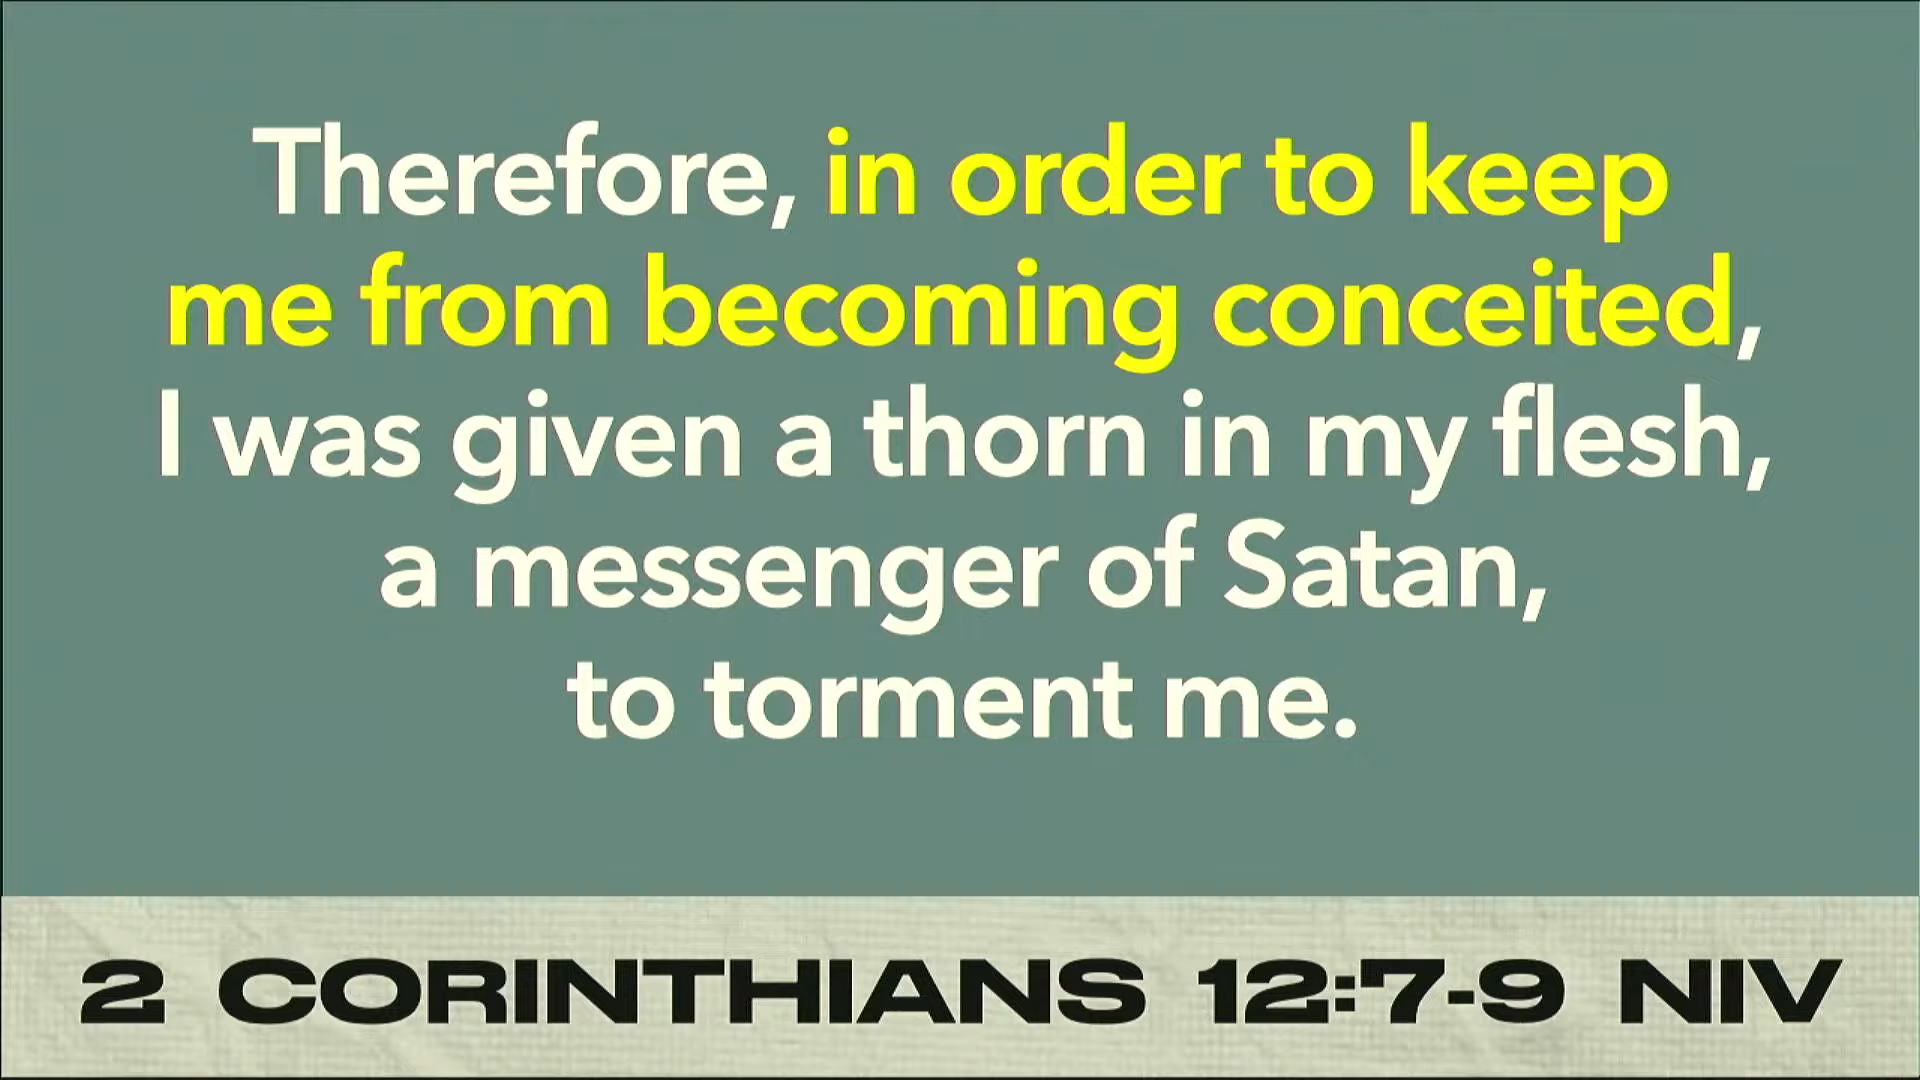 Therefore, in order to keep
me from becoming conceited,
I was given a thorn in my flesh,
a messenger of Satan,
to torment me.
2 CORINTHIANS 12:7-9 NIV